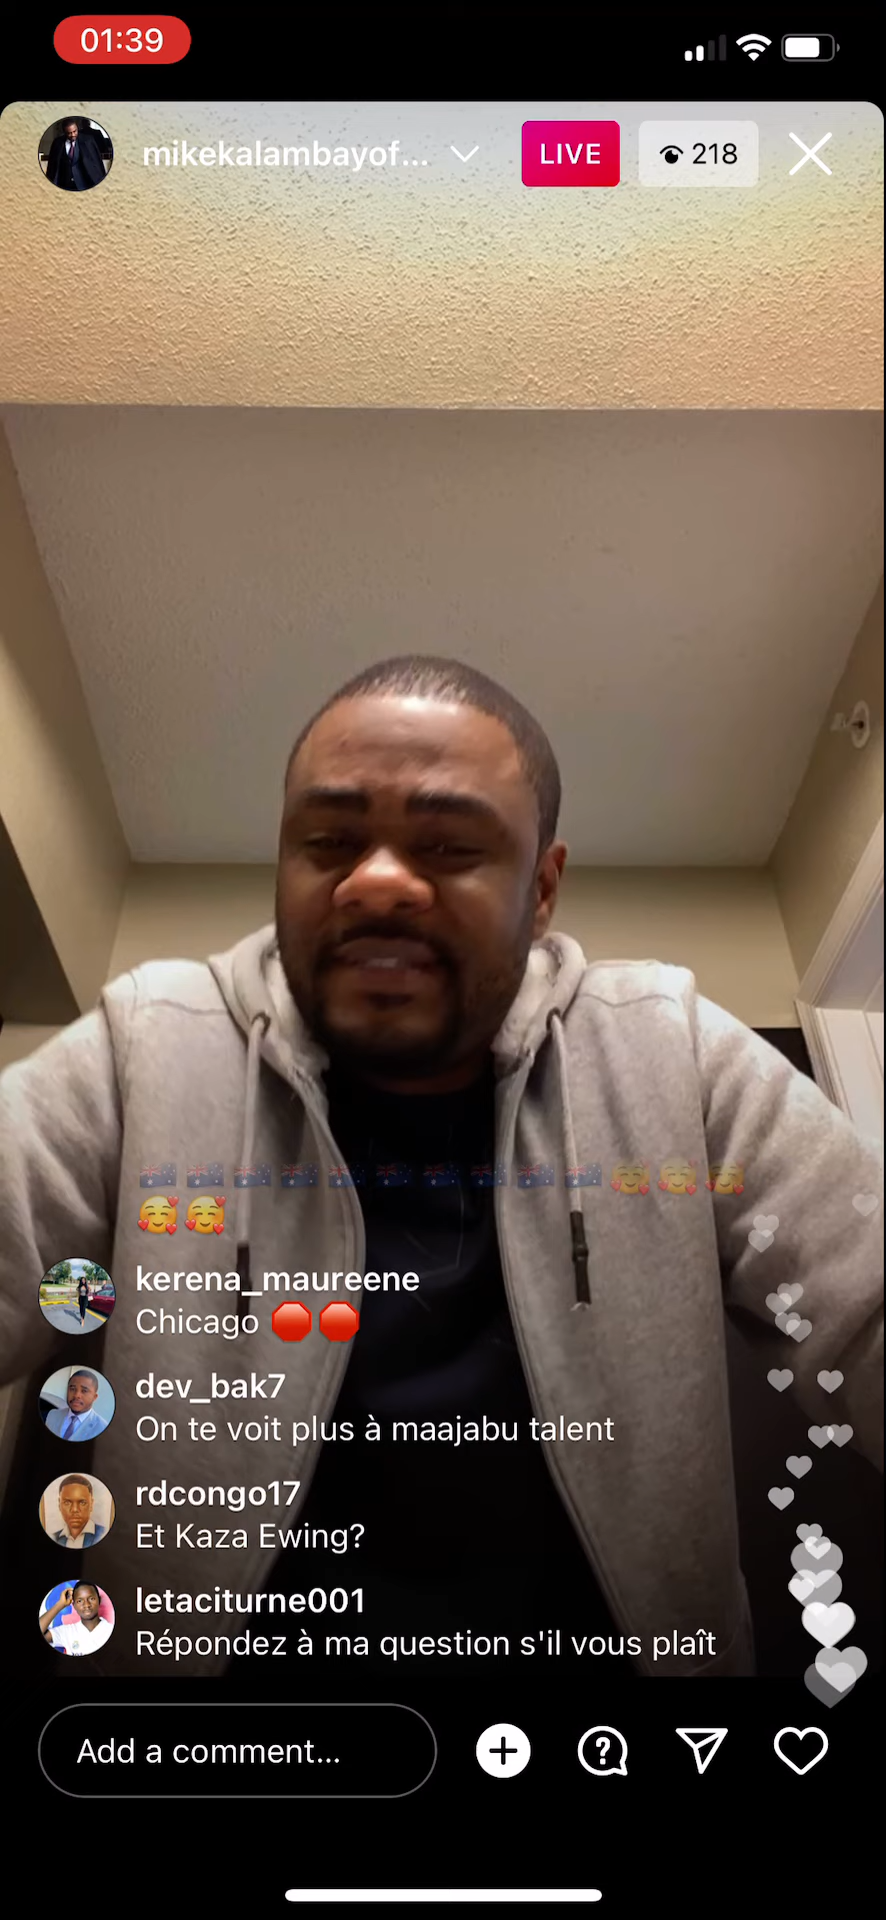 01:39
mikekalambayof...
LIVE
218
kerena_maureene
Chicago 🛑🛑
dev_bak7
On te voit plus à maajabu talent
rdcongo17
Et Kaza Ewing?
letaciturne001
Répondez à ma question s'il vous plaît
Add a comment...